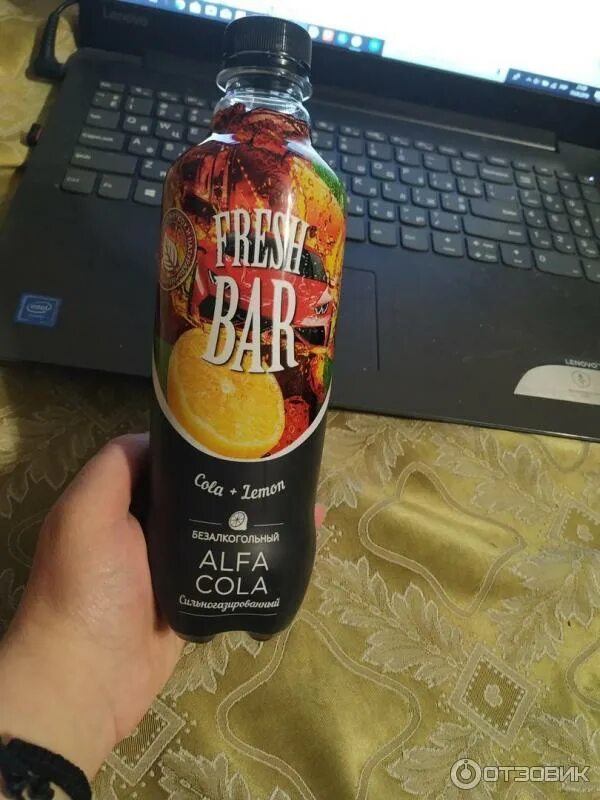 Lenovo
FRESH
BAR
Cola + Lemon
БЕЗАЛКОГОЛЬНЫЙ
ALFA
COLA
Сильногазированный
intel
LENOVO
ОТЗОВИК